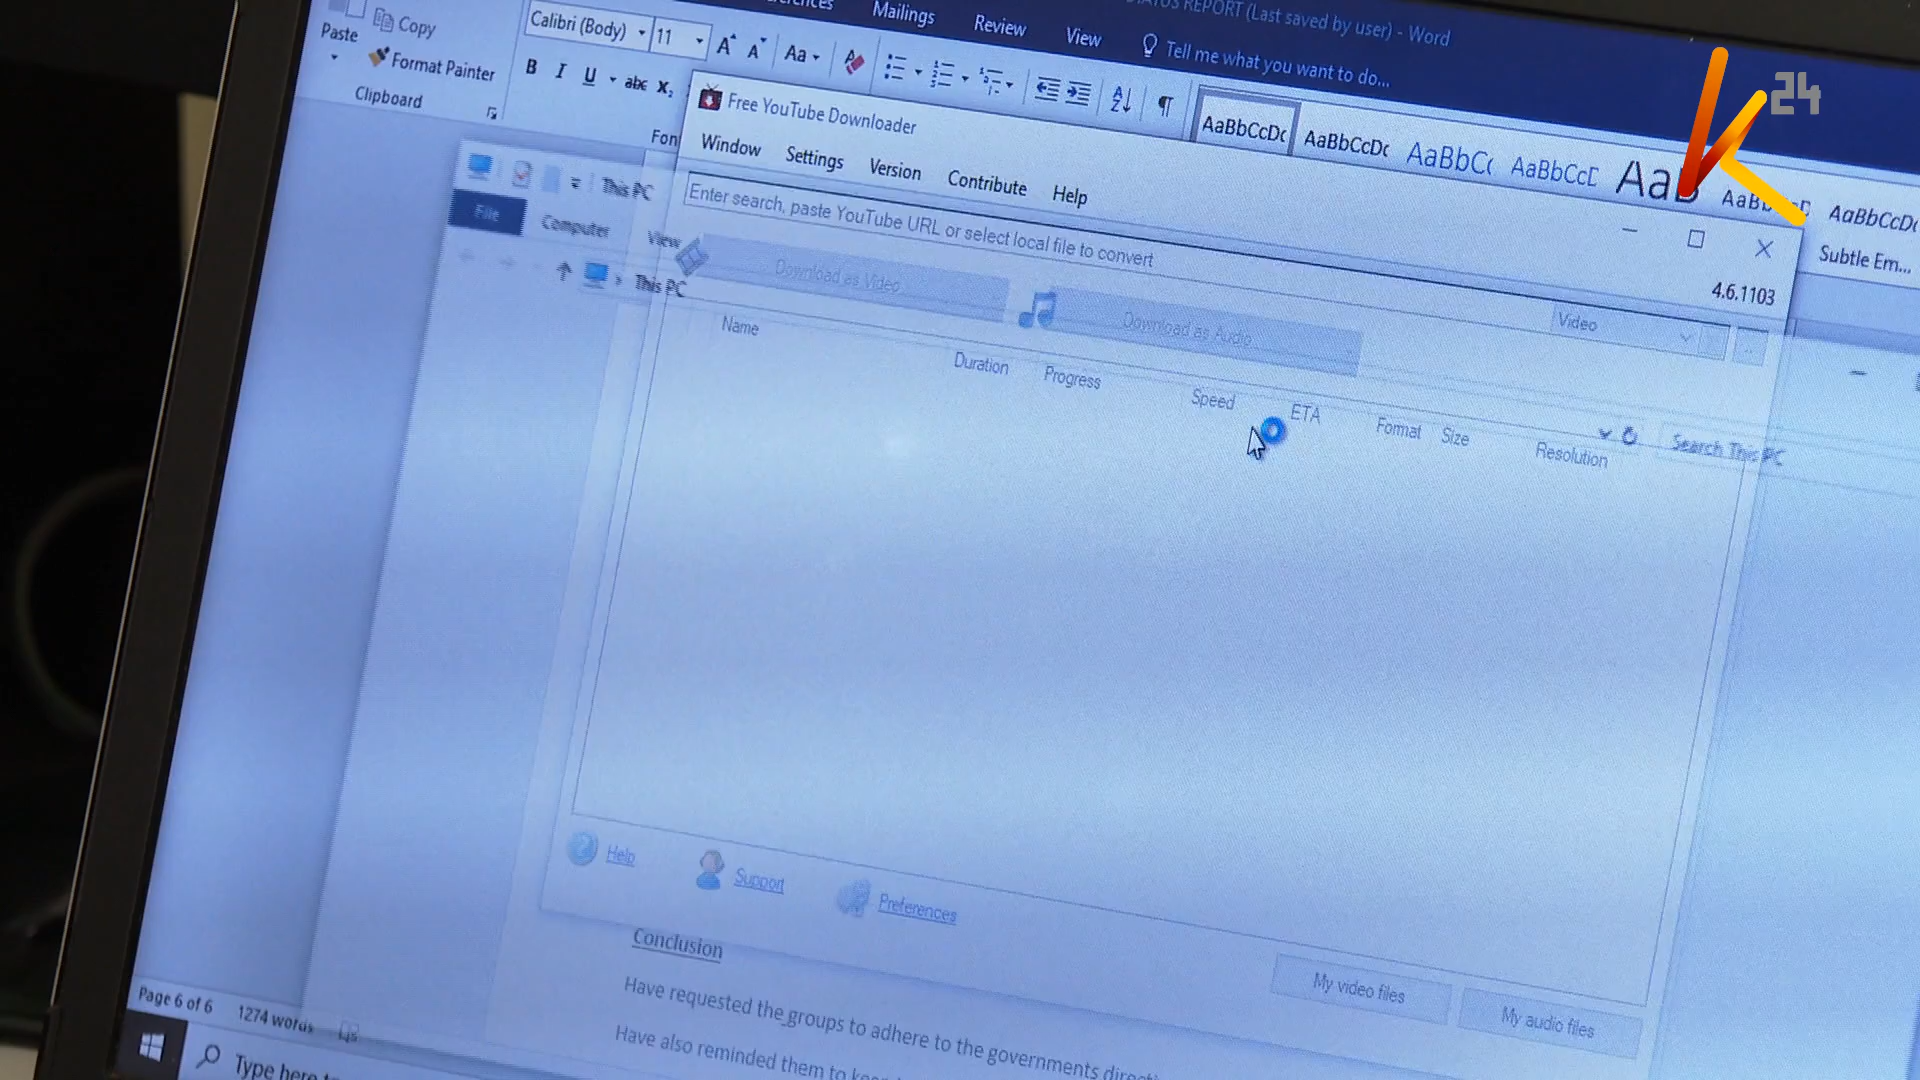 STATUS REPORT (Last saved by user) - Word
Mailings
Review
View
Tell me what you want to do...
Paste
Copy
Format Painter
Clipboard
Calibri (Body)
11
Aa
B I U abc X₂
AaBbCcDc
AaBbCcDc
AaBbC(
AaBbCcD
AaB
AaBbCcDc
Subtle Em...
24
Free YouTube Downloader
Window
Settings
Version
Contribute
Help
4.6.1103
Enter search, paste YouTube URL or select local file to convert
Download as Video
Download as Audio
Video
Name
Duration
Progress
Speed
ETA
Format
Size
Resolution
This PC
File
Computer
View
This PC
Search This PC
Help
Support
Preferences
My video files
My audio files
Conclusion
Have requested the groups to adhere to the governments
Have also reminded them to
Page 6 of 6
1274 words
Type here